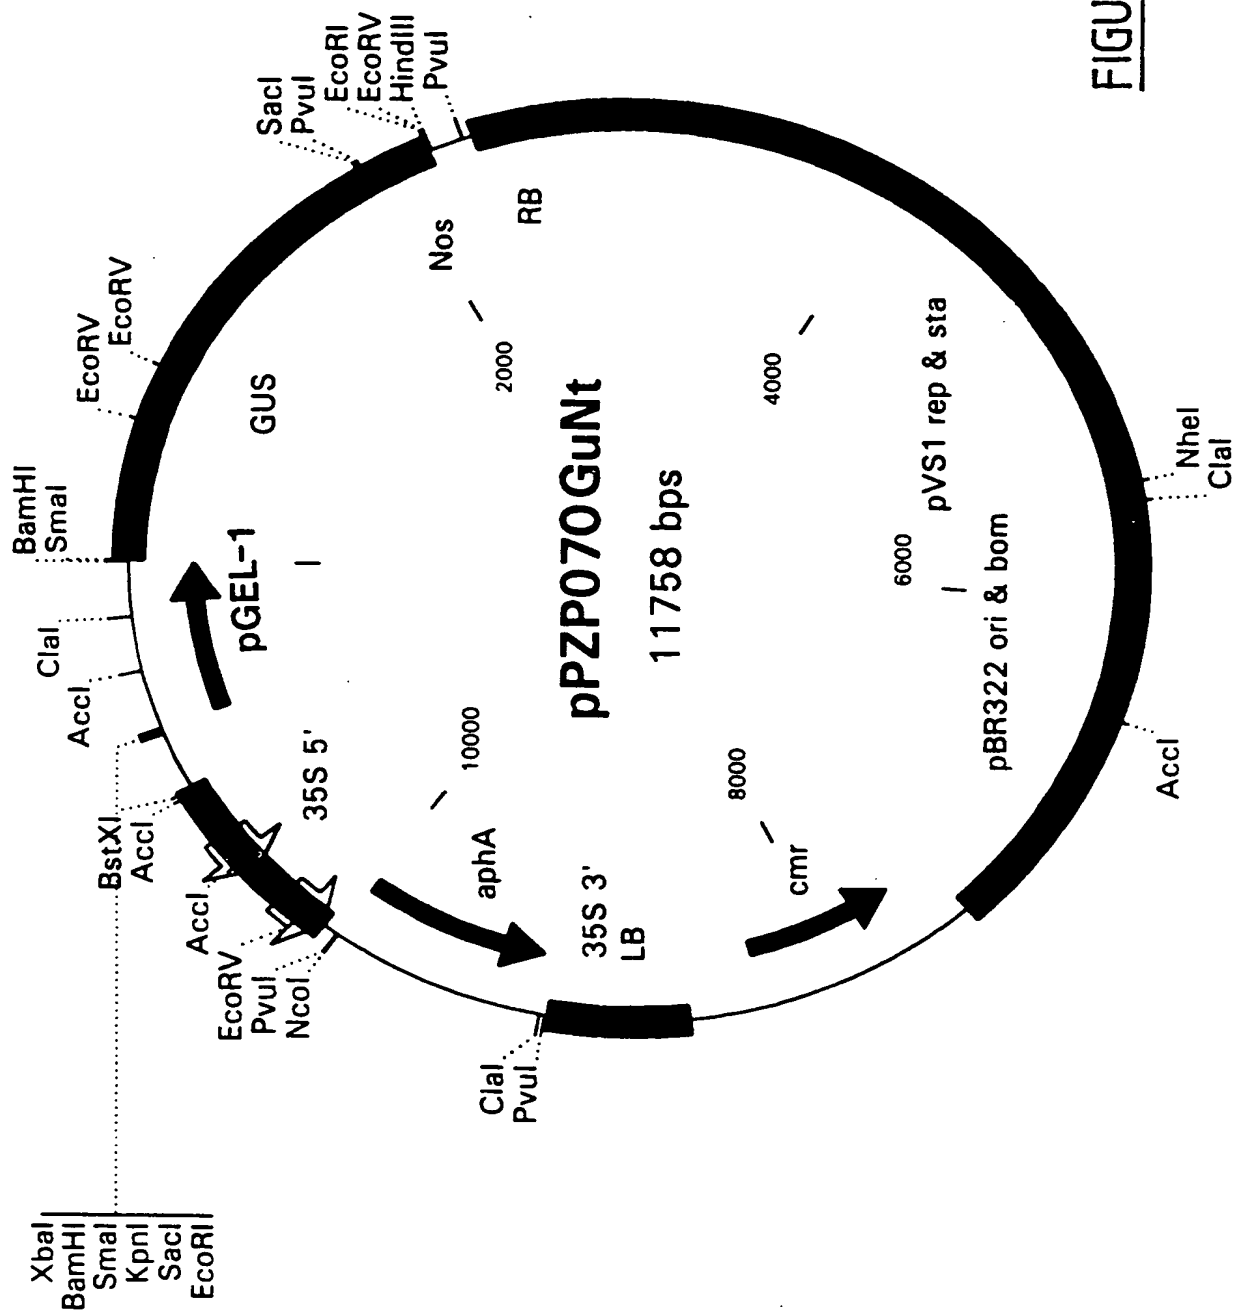 XbaI
BamHI
SmaI
KpnI
SacI
EcoRI
BstXI
AccI
AccI
ClaI
BamHI
SmaI
EcoRV
EcoRV
SacI
PvuI
EcoRI
EcoRV
HindIII
PvuI
AccI
EcoRV
PvuI
NcoI
ClaI
PvuI
35S 5'
pGEL-1
GUS
Nos
RB
aphA
10000
2000
pPZP070GuNt
11758 bps
35S 3'
LB
8000
4000
cmr
6000
pVS1 rep & sta
pBR322 ori & bom
AccI
NheI
ClaI
FIGU